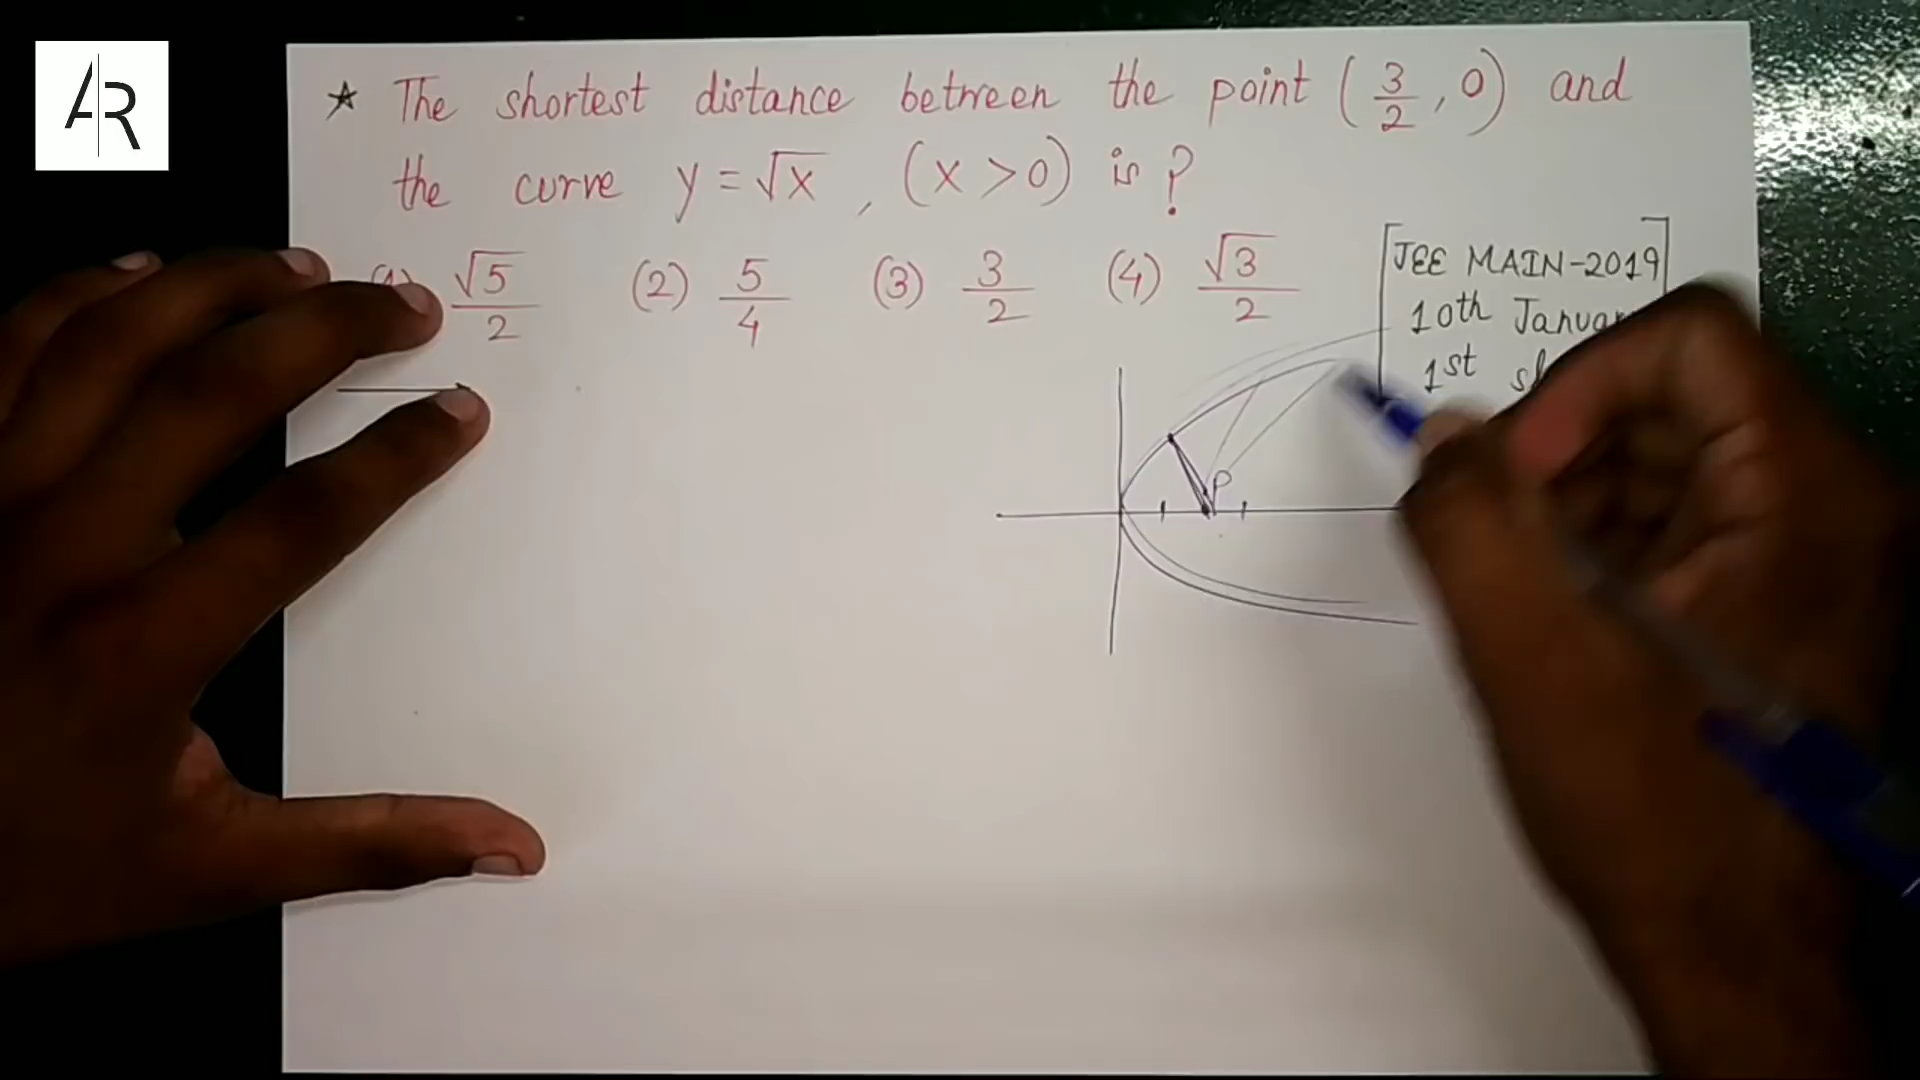 AR
☆ The shortest distance between the point (3/2, 0) and
the curve y = √x , (x > 0) is ?
√5/2 (2) 5/4 (3) 3/2 (4) √3/2
[JEE MAIN-2019]
10th
1st
P